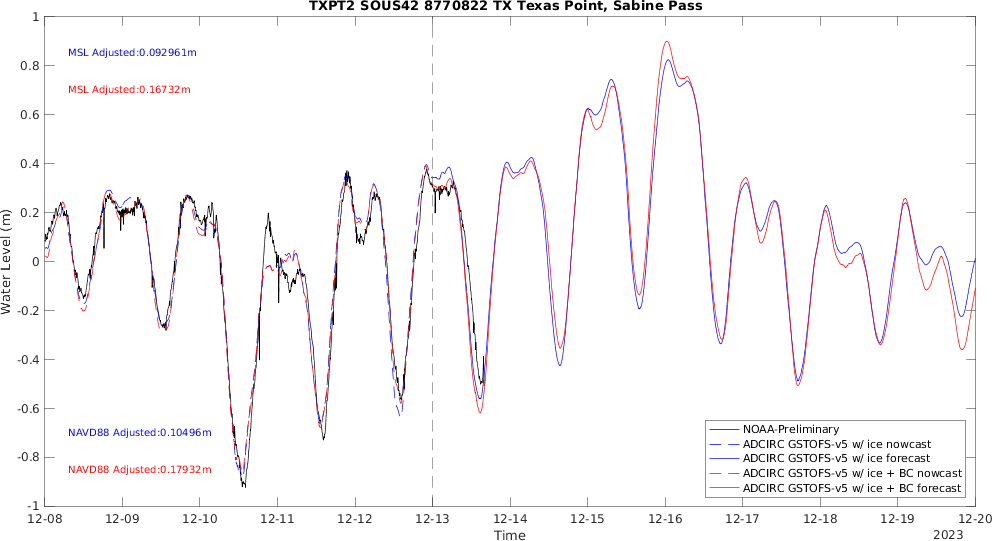 TXPT2 SOUS42 8770822 TX Texas Point, Sabine Pass
1
0.8
0.6
0.4
0.2
0
-0.2
-0.4
-0.6
-0.8
-1
Water Level (m)
MSL Adjusted:0.092961m
MSL Adjusted:0.16732m
NAVD88 Adjusted:0.10496m
NAVD88 Adjusted:0.17932m
NOAA-Preliminary
ADCIRC GSTOFS-v5 w/ ice nowcast
ADCIRC GSTOFS-v5 w/ ice forecast
ADCIRC GSTOFS-v5 w/ ice + BC nowcast
ADCIRC GSTOFS-v5 w/ ice + BC forecast
12-08 12-09 12-10 12-11 12-12 12-13 12-14 12-15 12-16 12-17 12-18 12-19 12-20
Time
2023